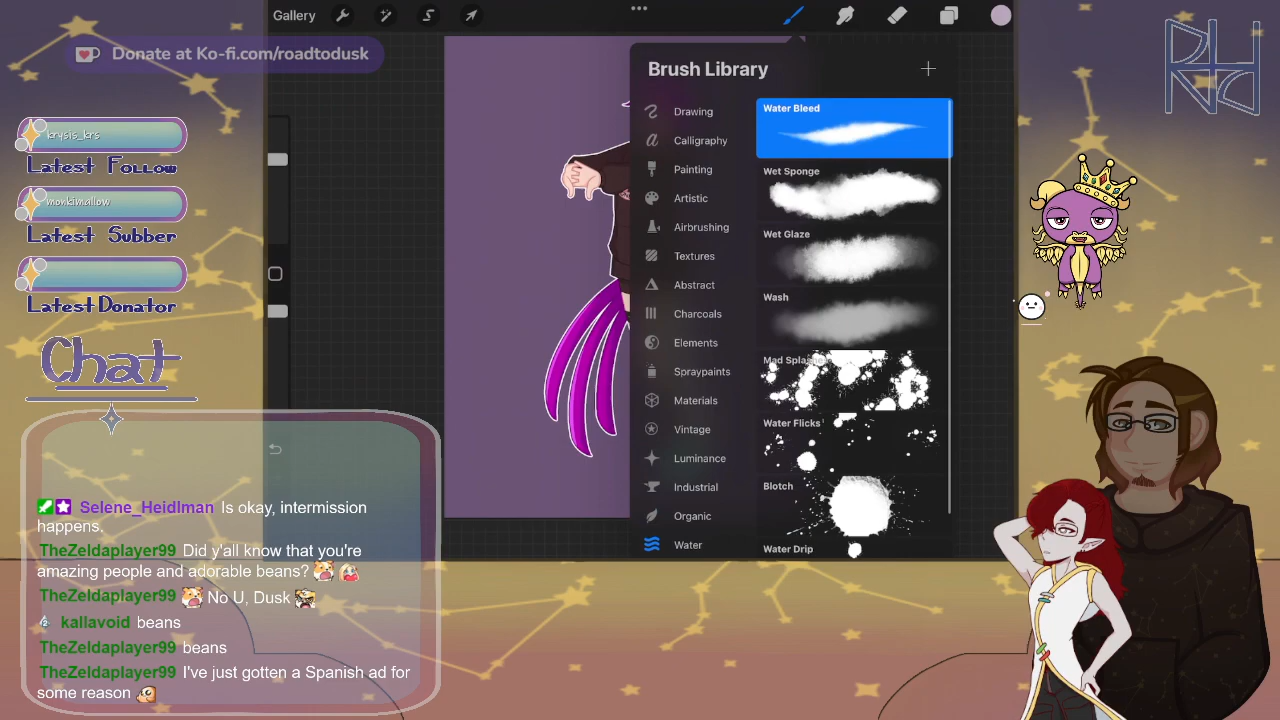 Gallery
Donate at Ko-fi.com/roadtodusk
krysis_krs
Latest Follow
monkimallow
Latest Subber
Latest Donator
Chat
Selene_Heidlman Is okay, intermission
happens.
TheZeldaplayer99 Did y'all know that you're
amazing people and adorable beans?
TheZeldaplayer99 No U, Dusk
kallavoid beans
TheZeldaplayer99 beans
TheZeldaplayer99 I've just gotten a Spanish ad for
some reason
Brush Library
Drawing
Calligraphy
Painting
Artistic
Airbrushing
Textures
Abstract
Charcoals
Elements
Spraypaints
Materials
Vintage
Luminance
Industrial
Organic
Water
Water Bleed
Wet Sponge
Wet Glaze
Wash
Mad Splashes
Water Flicks
Blotch
Water Drip